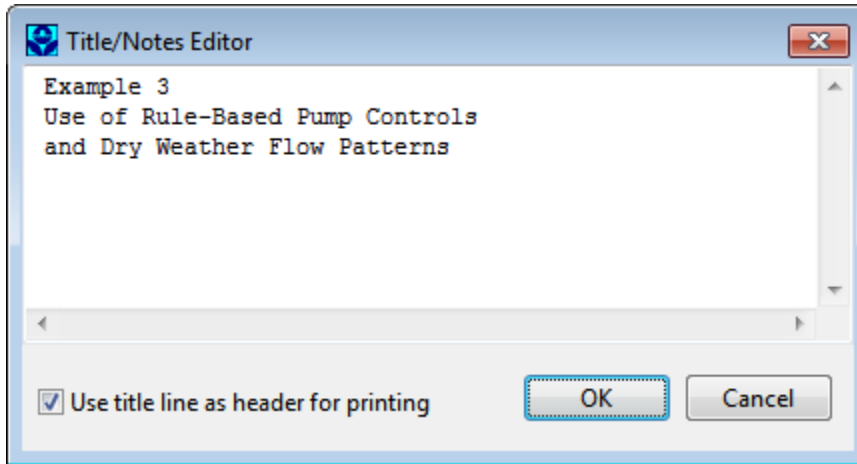 Title/Notes Editor
Example 3
Use of Rule-Based Pump Controls
and Dry Weather Flow Patterns
Use title line as header for printing
OK
Cancel